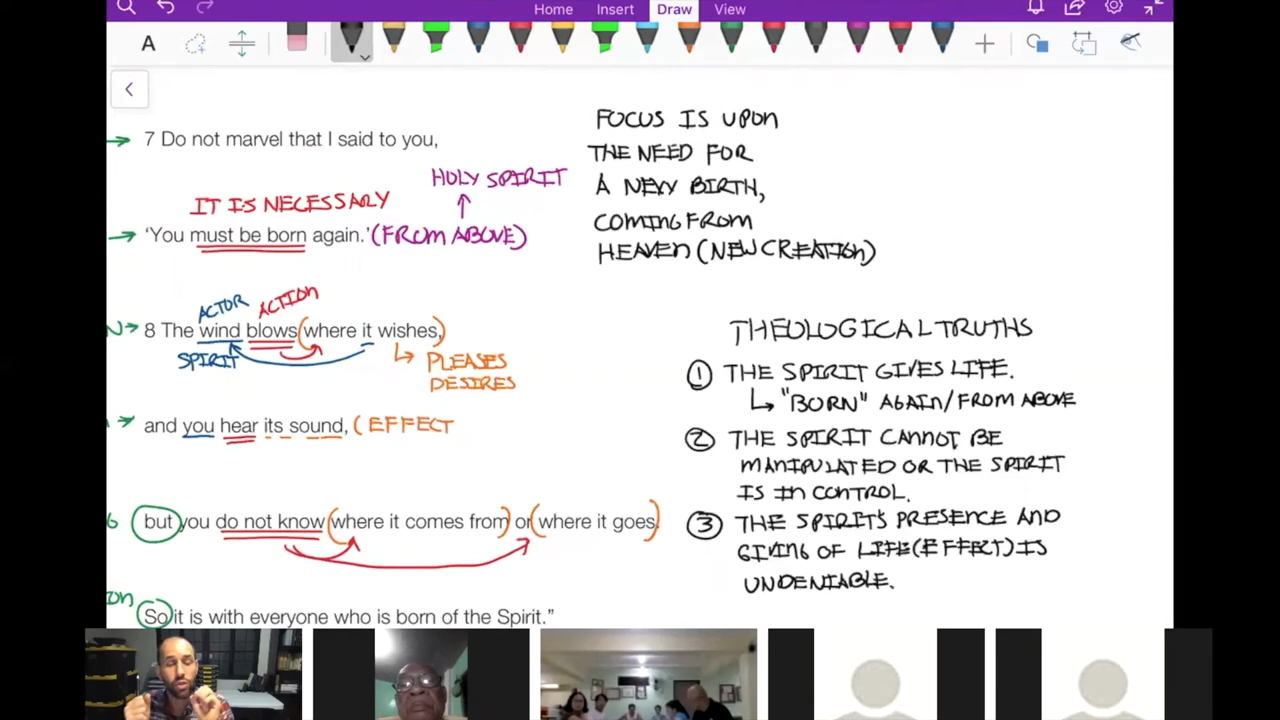 Home Insert Draw View
A
7 Do not marvel that I said to you,
HOLY SPIRIT
IT IS NECESSARY
'You must be born again.' (FROM ABOVE)
ACTOR ACTION
8 The wind blows (where it wishes,)
SPIRIT
PLEASES
DESIRES
and you hear its sound, (EFFECT
but you do not know (where it comes from) or (where it goes.)
So it is with everyone who is born of the Spirit."
FOCUS IS UPON
THE NEED FOR
A NEW BIRTH,
COMING FROM
HEAVEN (NEW CREATION)
THEOLOGICAL TRUTHS
1 THE SPIRIT GIVES LIFE.
"BORN" AGAIN/FROM ABOVE
2 THE SPIRIT CANNOT BE
MANIPULATED OR THE SPIRIT
IS IN CONTROL.
3 THE SPIRIT'S PRESENCE AND
GIVING OF LIFE (EFFECT) IS
UNDENIABLE.